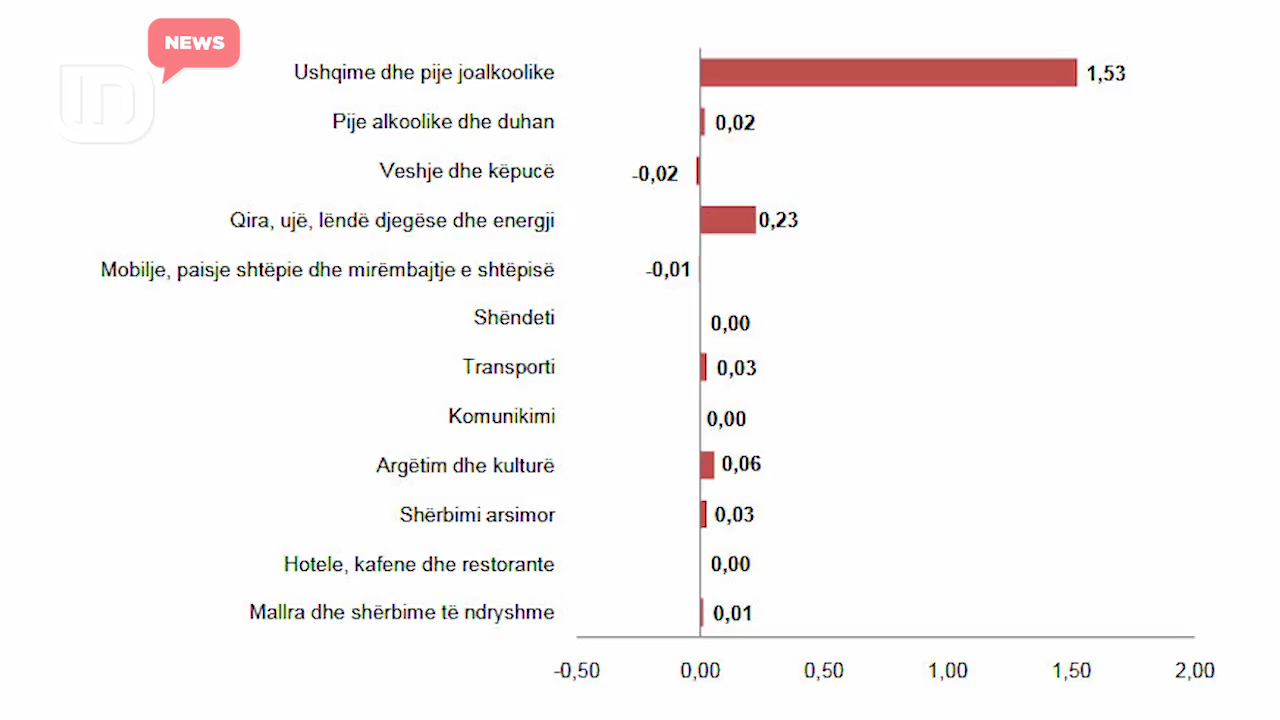 NEWS
ID
Ushqime dhe pije joalkoolike 1,53
Pije alkoolike dhe duhan 0,02
Veshje dhe këpucë -0,02
Qira, ujë, lëndë djegëse dhe energji 0,23
Mobilje, paisje shtëpie dhe mirëmbajtje e shtëpisë -0,01
Shëndeti 0,00
Transporti 0,03
Komunikimi 0,00
Argëtim dhe kulturë 0,06
Shërbimi arsimor 0,03
Hotele, kafene dhe restorante 0,00
Mallra dhe shërbime të ndryshme 0,01
-0,50 0,00 0,50 1,00 1,50 2,00